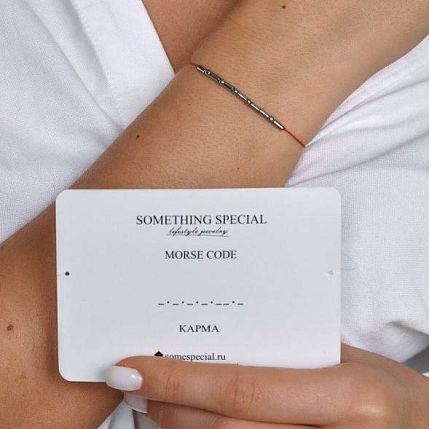 SOMETHING SPECIAL
lifestyle jewelry
MORSE CODE
–·–·–·–·––·–
КАРМА
somespecial.ru